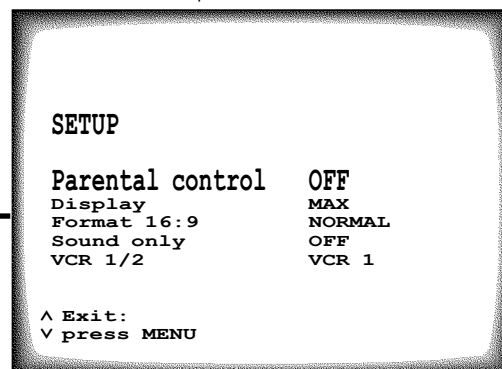 SETUP
Parental control OFF
Display MAX
Format 16:9 NORMAL
Sound only OFF
VCR 1/2 VCR 1
∧ Exit:
∨ press MENU